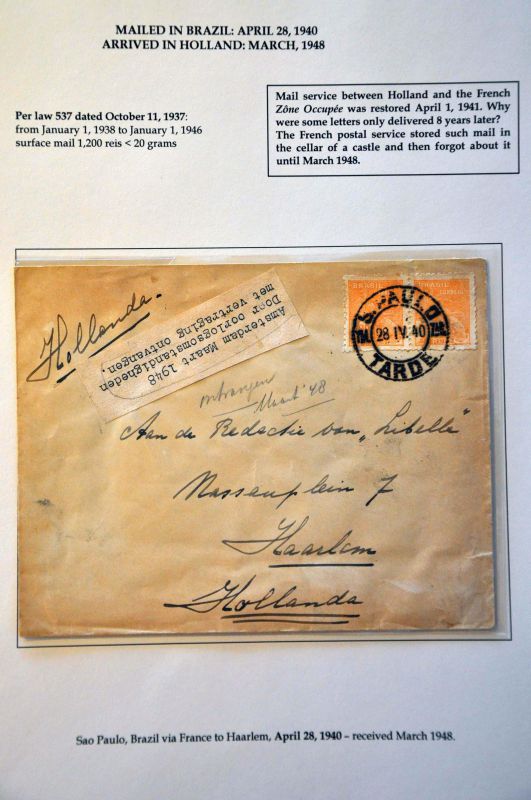 MAILED IN BRAZIL: APRIL 28, 1940
ARRIVED IN HOLLAND: MARCH, 1948
Per law 537 dated October 11, 1937:
from January 1, 1938 to January 1, 1946
surface mail 1,200 reis < 20 grams
Mail service between Holland and the French
Zône Occupée was restored April 1, 1941. Why
were some letters only delivered 8 years later?
The French postal service stored such mail in
the cellar of a castle and then forgot about it
until March 1948.
Hollanda.
Amsterdam Maart 1948
Door oorlogsomstandigheden
met vertraging ontvangen.
BRASIL
BRASIL
S. PAULO
28 IV 40
TARDE
ontvangen
Maart '48
Aan de Redactie van „Libelle"
Nassauplein 7
Haarlem
Hollanda
Sao Paulo, Brazil via France to Haarlem, April 28, 1940 – received March 1948.